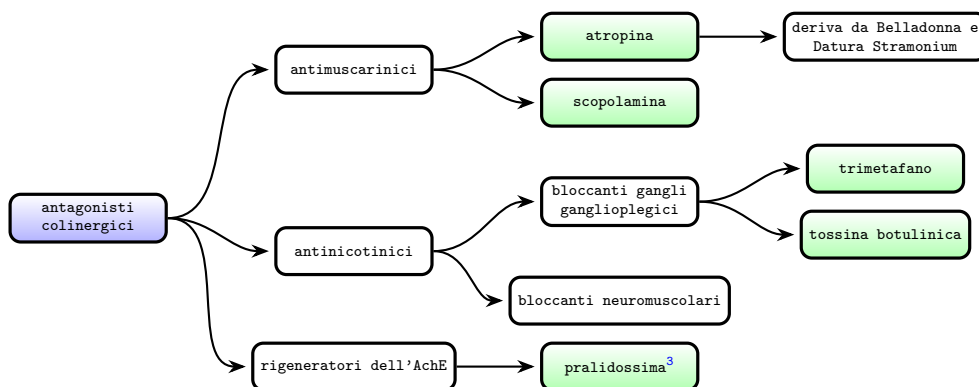 atropina
deriva da Belladonna e
Datura Stramonium
antimuscarinici
scopolamina
trimetafano
bloccanti gangli
ganglioplegici
antagonisti
colinergici
tossina botulinica
antinicotinici
bloccanti neuromuscolari
rigeneratori dell'AchE
pralidossima³